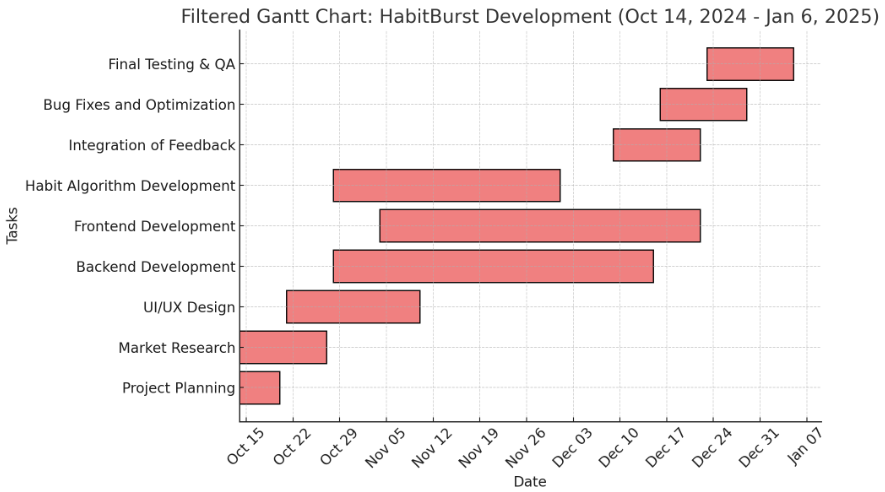 Filtered Gantt Chart: HabitBurst Development (Oct 14, 2024 - Jan 6, 2025)
Final Testing & QA
Bug Fixes and Optimization
Integration of Feedback
Habit Algorithm Development
Frontend Development
Backend Development
UI/UX Design
Market Research
Project Planning
Tasks
Oct 15 Oct 22 Oct 29 Nov 05 Nov 12 Nov 19 Nov 26 Dec 03 Dec 10 Dec 17 Dec 24 Dec 31 Jan 07
Date